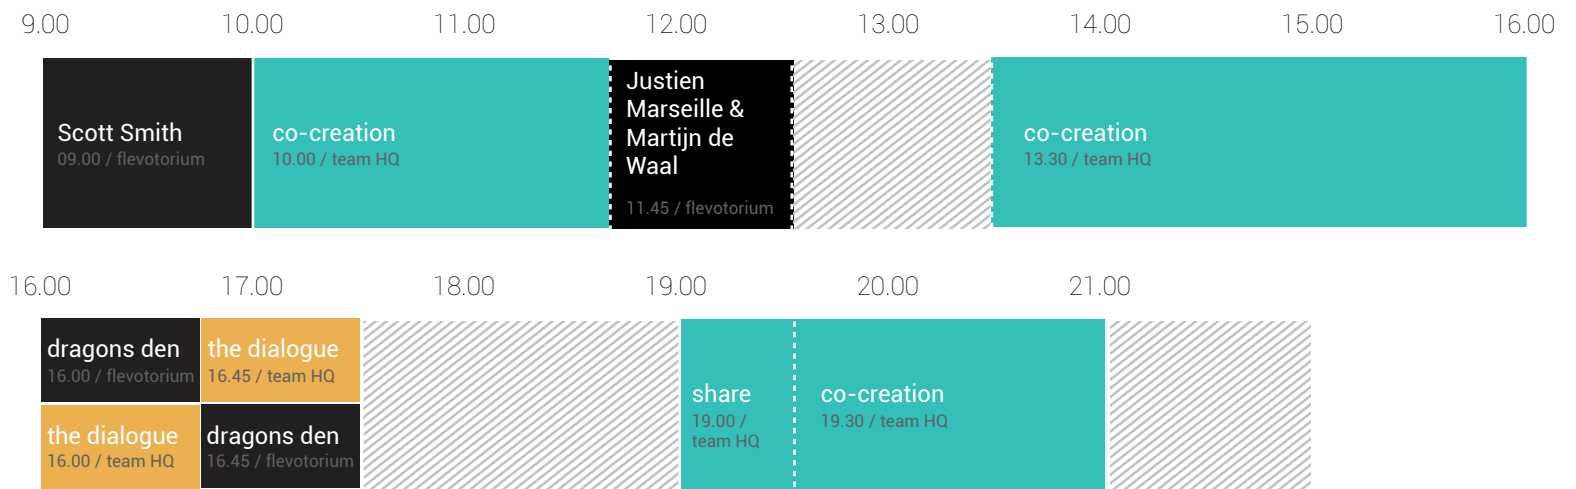 9.00 10.00 11.00 12.00 13.00 14.00 15.00 16.00
Scott Smith
09.00 / flevotorium
co-creation
10.00 / team HQ
Justien
Marseille &
Martijn de
Waal
11.45 / flevotorium
co-creation
13.30 / team HQ
16.00 17.00 18.00 19.00 20.00 21.00
dragons den
16.00 / flevotorium
the dialogue
16.45 / team HQ
the dialogue
16.00 / team HQ
dragons den
16.45 / flevotorium
share
19.00 /
team HQ
co-creation
19.30 / team HQ